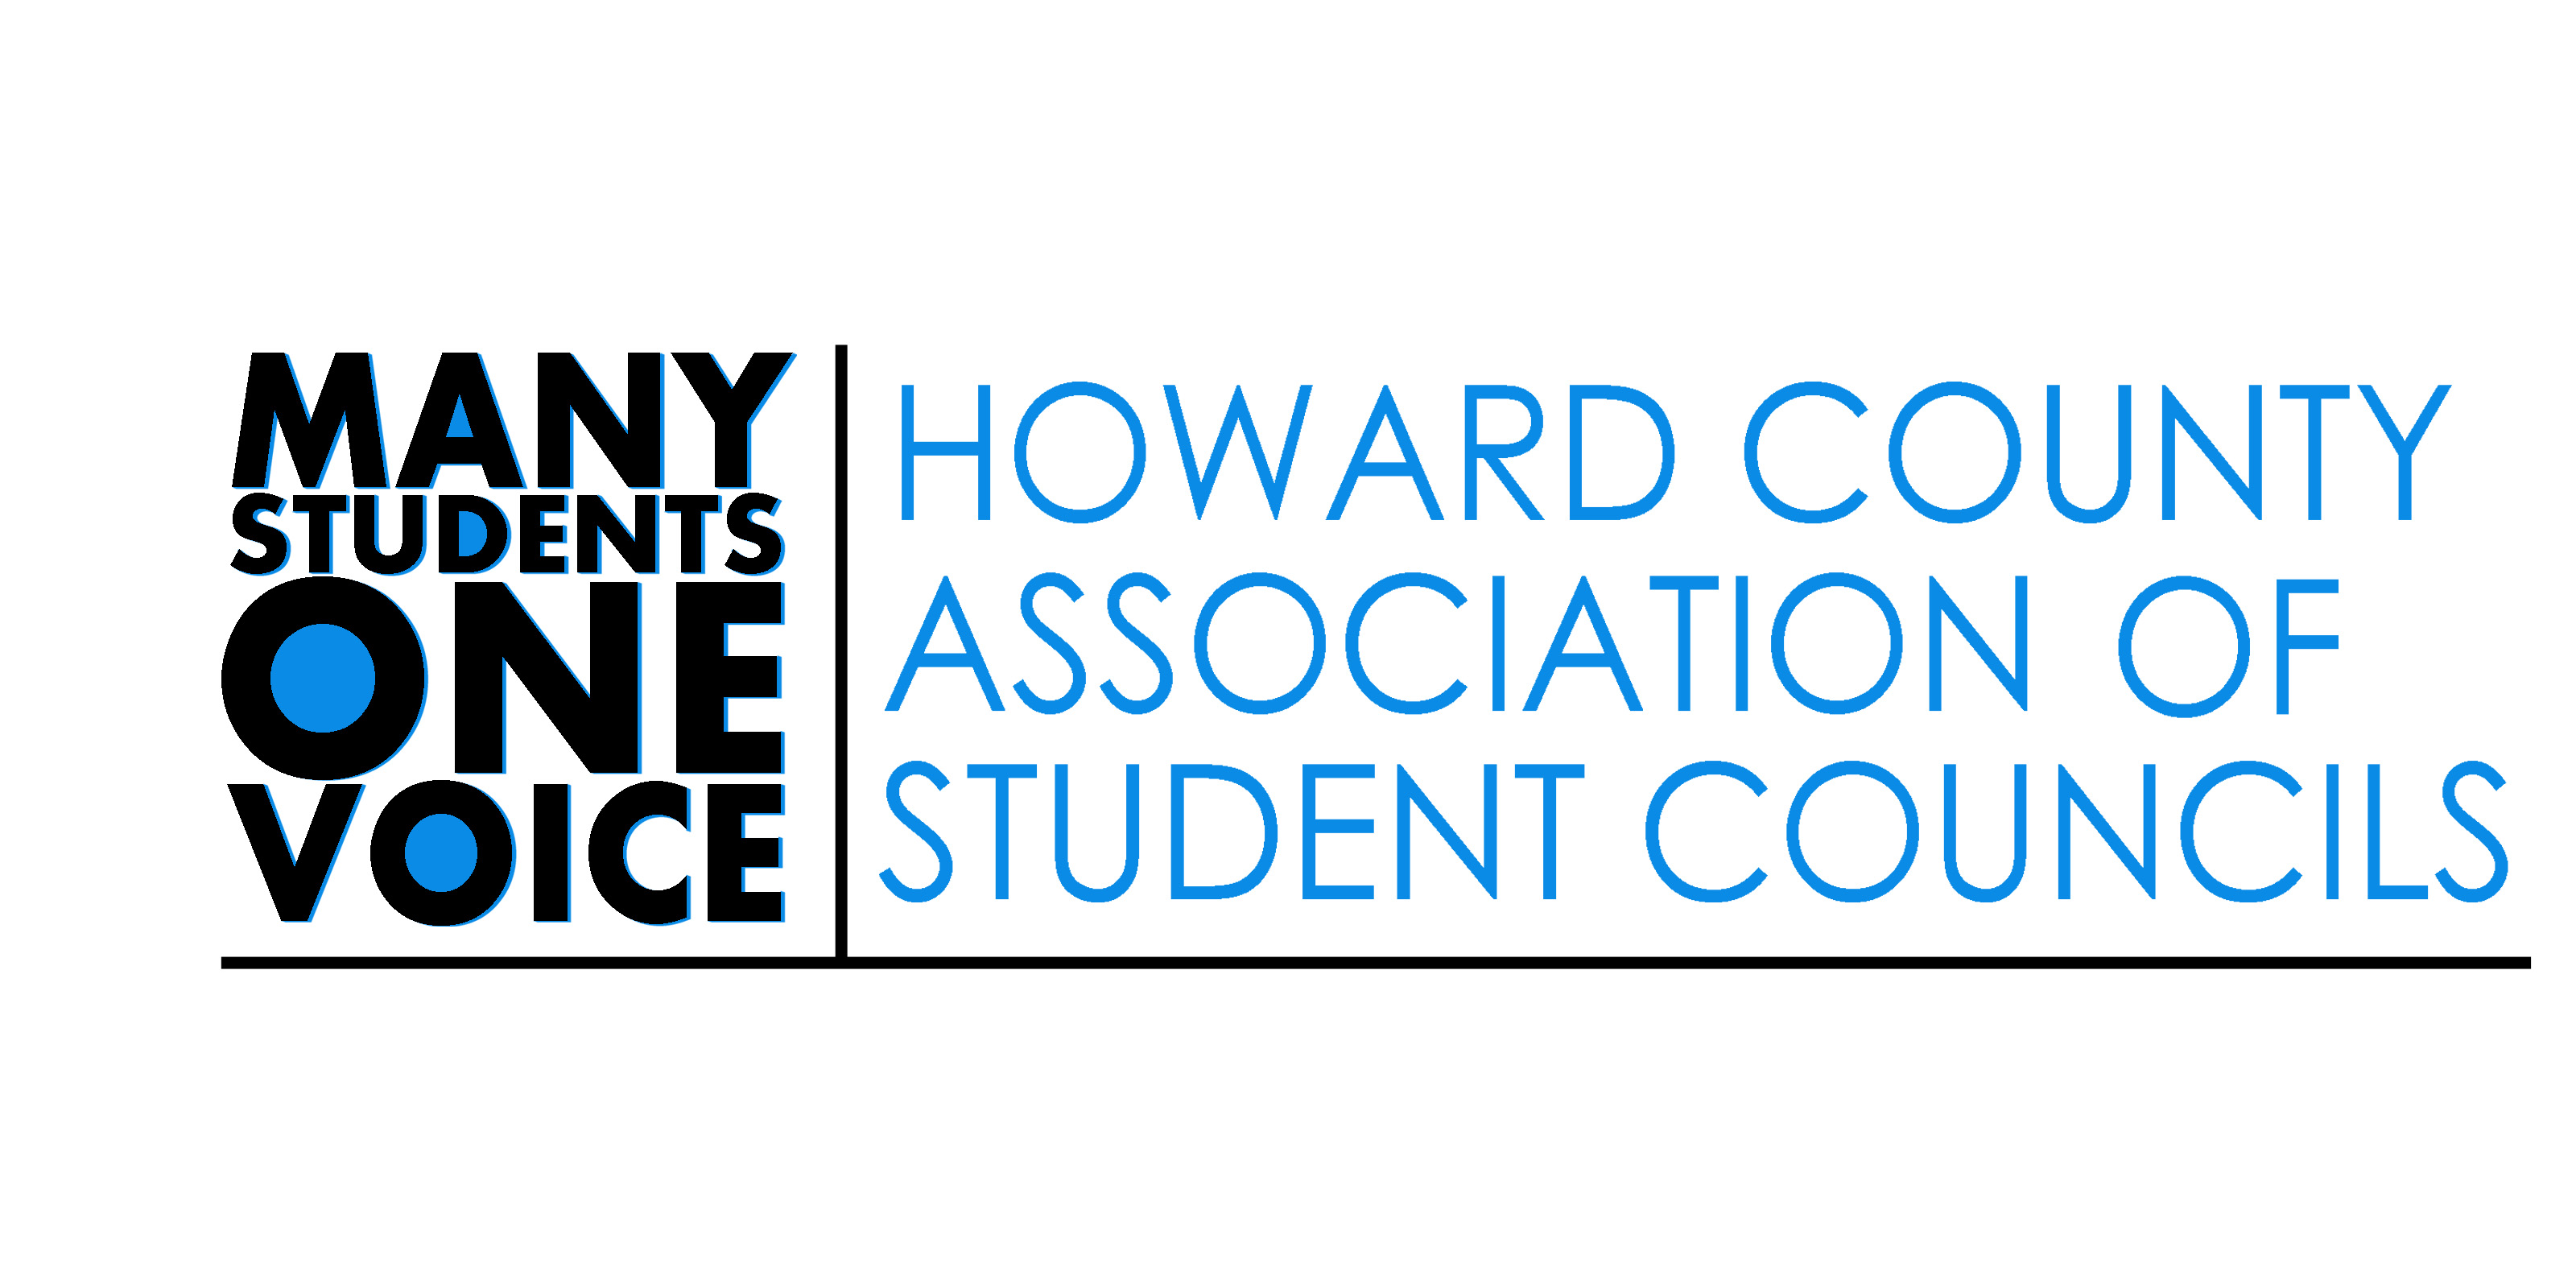 MANY
STUDENTS
ONE
VOICE
HOWARD COUNTY
ASSOCIATION OF
STUDENT COUNCILS